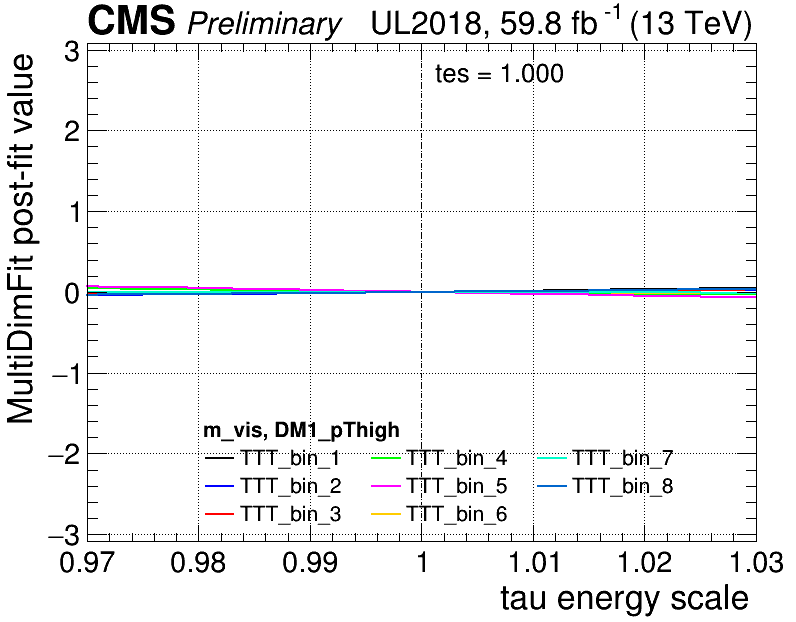 CMS Preliminary UL2018, 59.8 fb⁻¹ (13 TeV)
MultiDimFit post-fit value
3
2
1
0
−1
−2
−3
tes = 1.000
m_vis, DM1_pThigh
TTT_bin_1 TTT_bin_4 TTT_bin_7
TTT_bin_2 TTT_bin_5 TTT_bin_8
TTT_bin_3 TTT_bin_6
0.97 0.98 0.99 1 1.01 1.02 1.03
tau energy scale